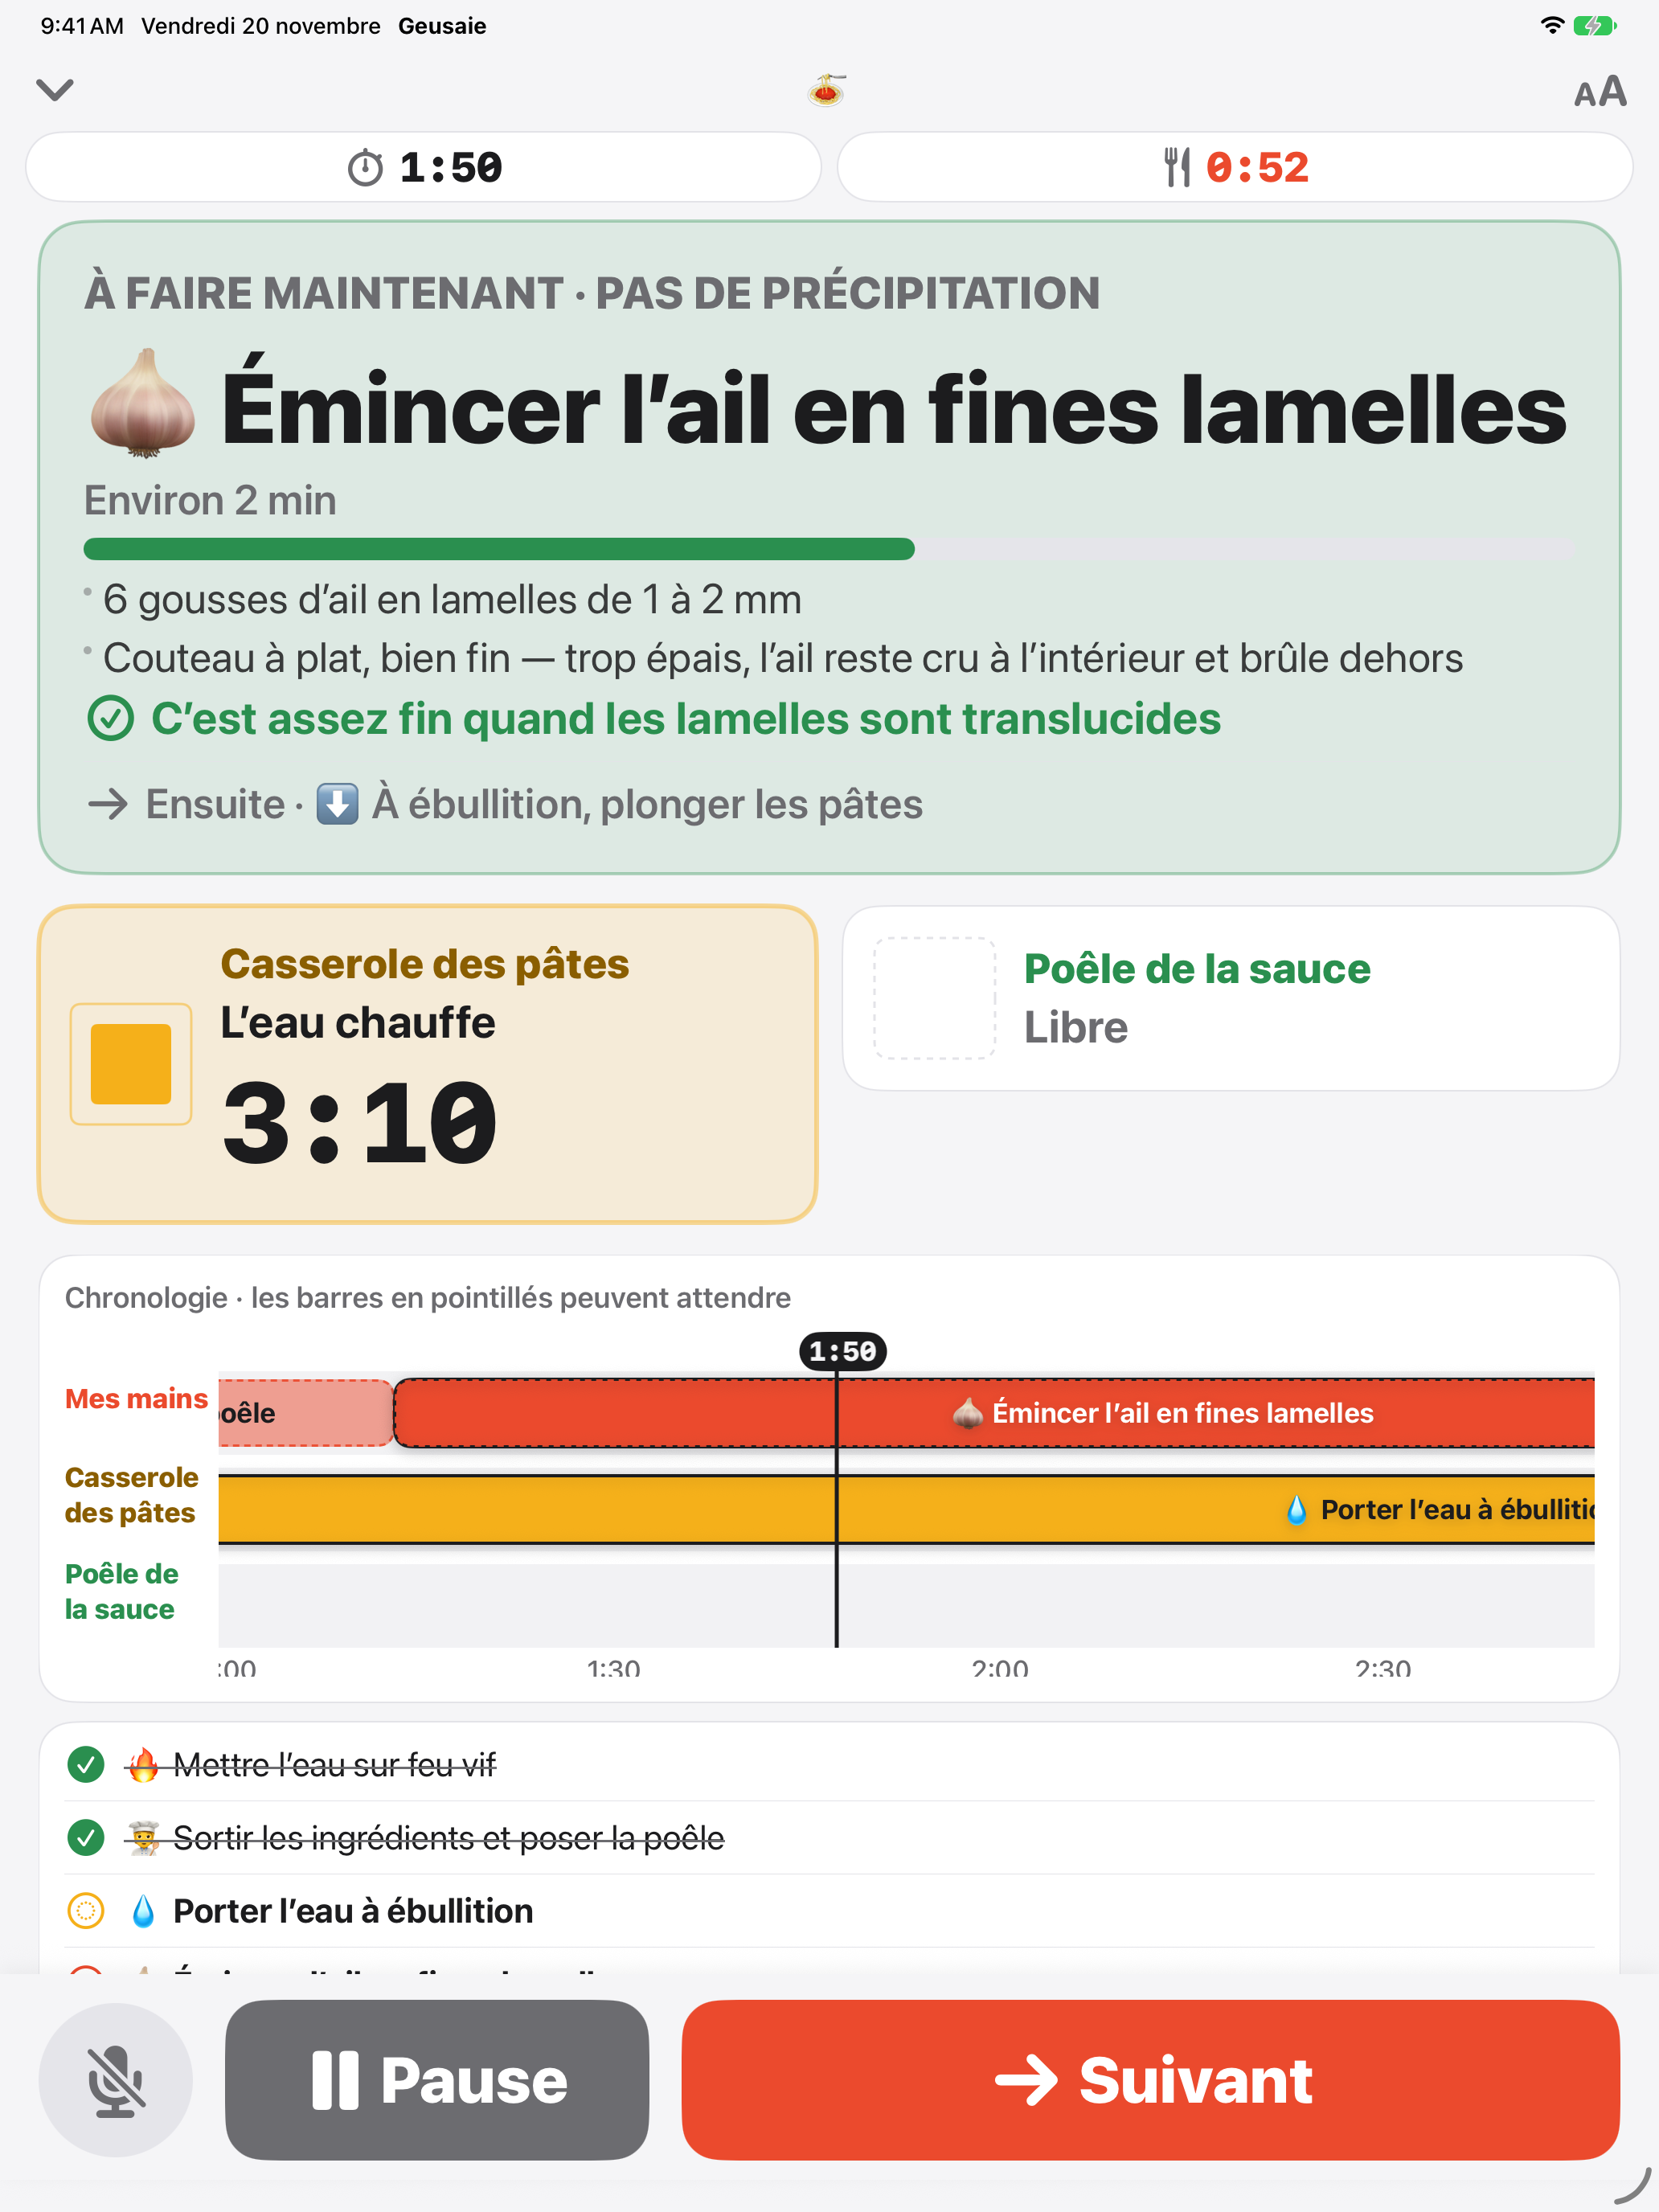 9:41 AM Vendredi 20 novembre Geusaie
AA
1:50
0:52
À FAIRE MAINTENANT · PAS DE PRÉCIPITATION
Émincer l’ail en fines lamelles
Environ 2 min
6 gousses d’ail en lamelles de 1 à 2 mm
Couteau à plat, bien fin — trop épais, l’ail reste cru à l’intérieur et brûle dehors
C’est assez fin quand les lamelles sont translucides
→ Ensuite · ⬇️ À ébullition, plonger les pâtes
Casserole des pâtes
L’eau chauffe
3:10
Poêle de la sauce
Libre
Chronologie · les barres en pointillés peuvent attendre
1:50
Mes mains
oêle
Émincer l’ail en fines lamelles
Casserole
des pâtes
Porter l’eau à ébullitio
Poêle de
la sauce
:00 1:30 2:00 2:30
Mettre l’eau sur feu vif
Sortir les ingrédients et poser la poêle
Porter l’eau à ébullition
Pause
→ Suivant